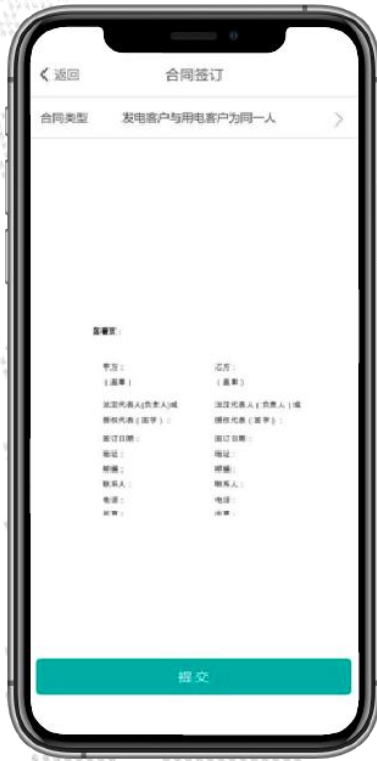 返回 合同签订
合同类型 发电客户与用电客户为同一人
签署页：
甲方： 乙方：
（盖章） （盖章）
法定代表人(负责人)或 法定代表人（负责人）或
授权代表（签字）： 授权代表（签字）：
签订日期： 签订日期：
地址： 地址：
邮编： 邮编：
联系人： 联系人：
电话： 电话：
提交